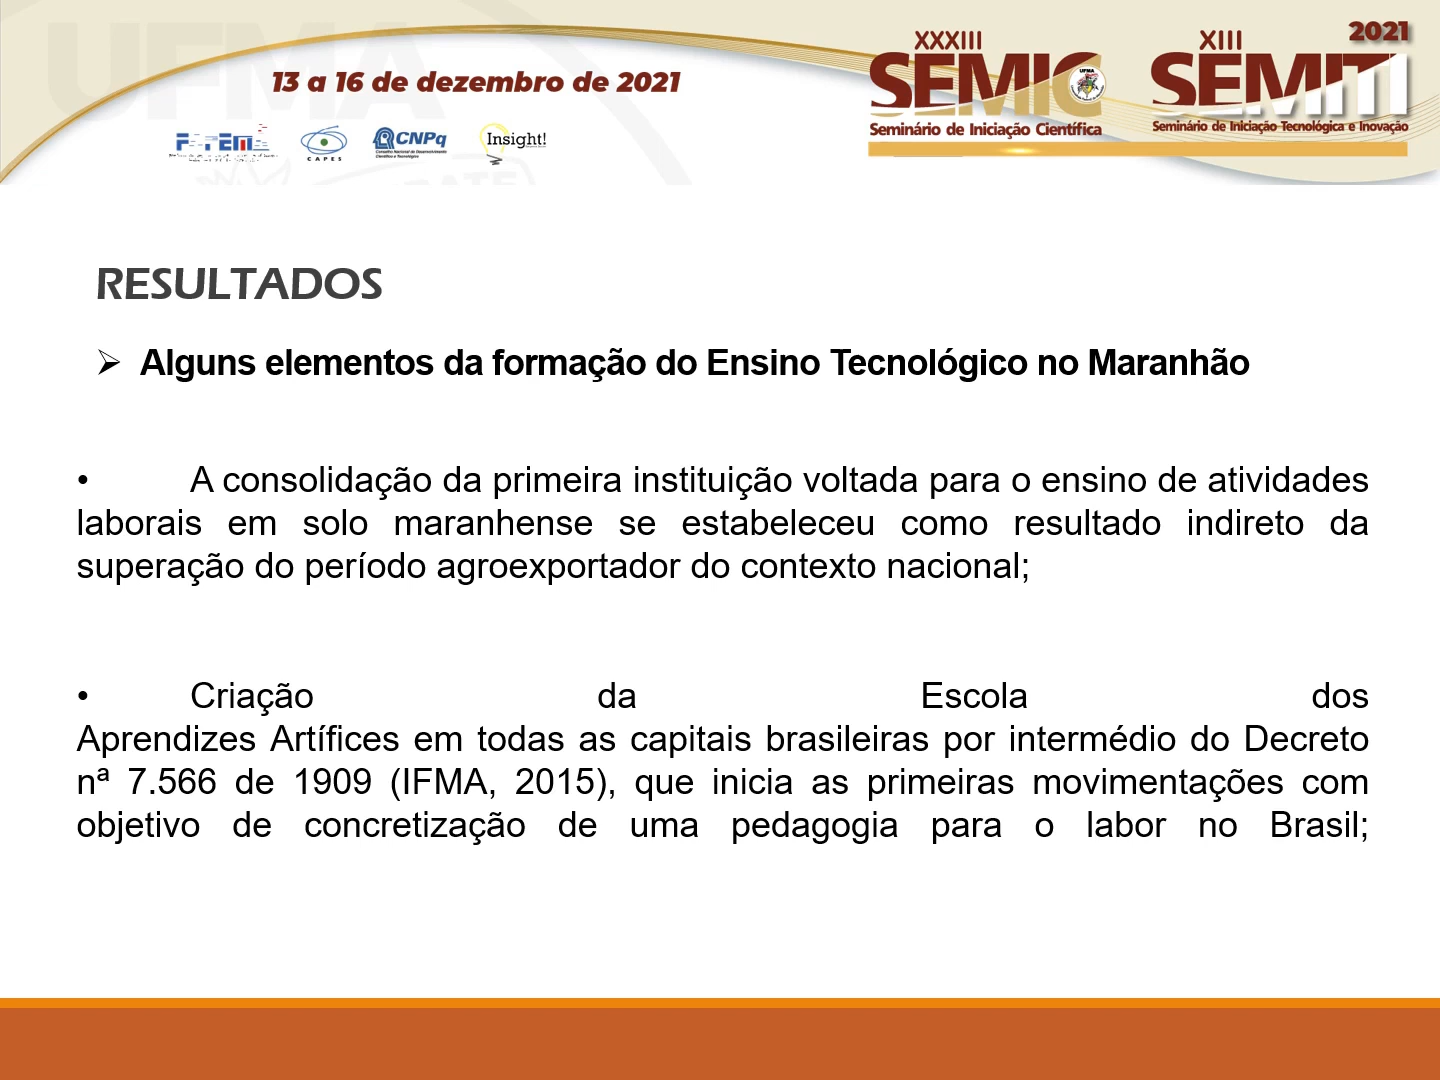 UFMA
13 a 16 de dezembro de 2021
CAPES
CNPq
Insight!
XXXIII
SEMIC
UFMA
Seminário de Iniciação Científica
2021
XIII
SEMITI
Seminário de Iniciação Tecnológica e Inovação
RESULTADOS
➢ Alguns elementos da formação do Ensino Tecnológico no Maranhão
• A consolidação da primeira instituição voltada para o ensino de atividades
laborais em solo maranhense se estabeleceu como resultado indireto da
superação do período agroexportador do contexto nacional;
• Criação da Escola dos
Aprendizes Artífices em todas as capitais brasileiras por intermédio do Decreto
nª 7.566 de 1909 (IFMA, 2015), que inicia as primeiras movimentações com
objetivo de concretização de uma pedagogia para o labor no Brasil;